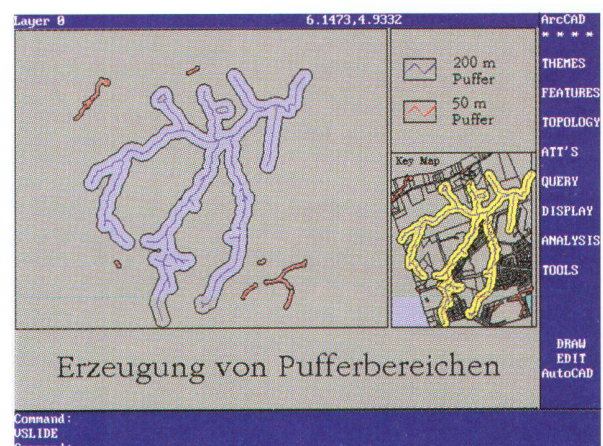 Layer 0
6.1473,4.9332
ArcCAD
* * * *
THEMES
FEATURES
TOPOLOGY
ATT'S
QUERY
DISPLAY
ANALYSIS
TOOLS
DRAW
EDIT
AutoCAD
200 m
Puffer
50 m
Puffer
Key Map
Erzeugung von Pufferbereichen
Command:
VSLIDE
Command: